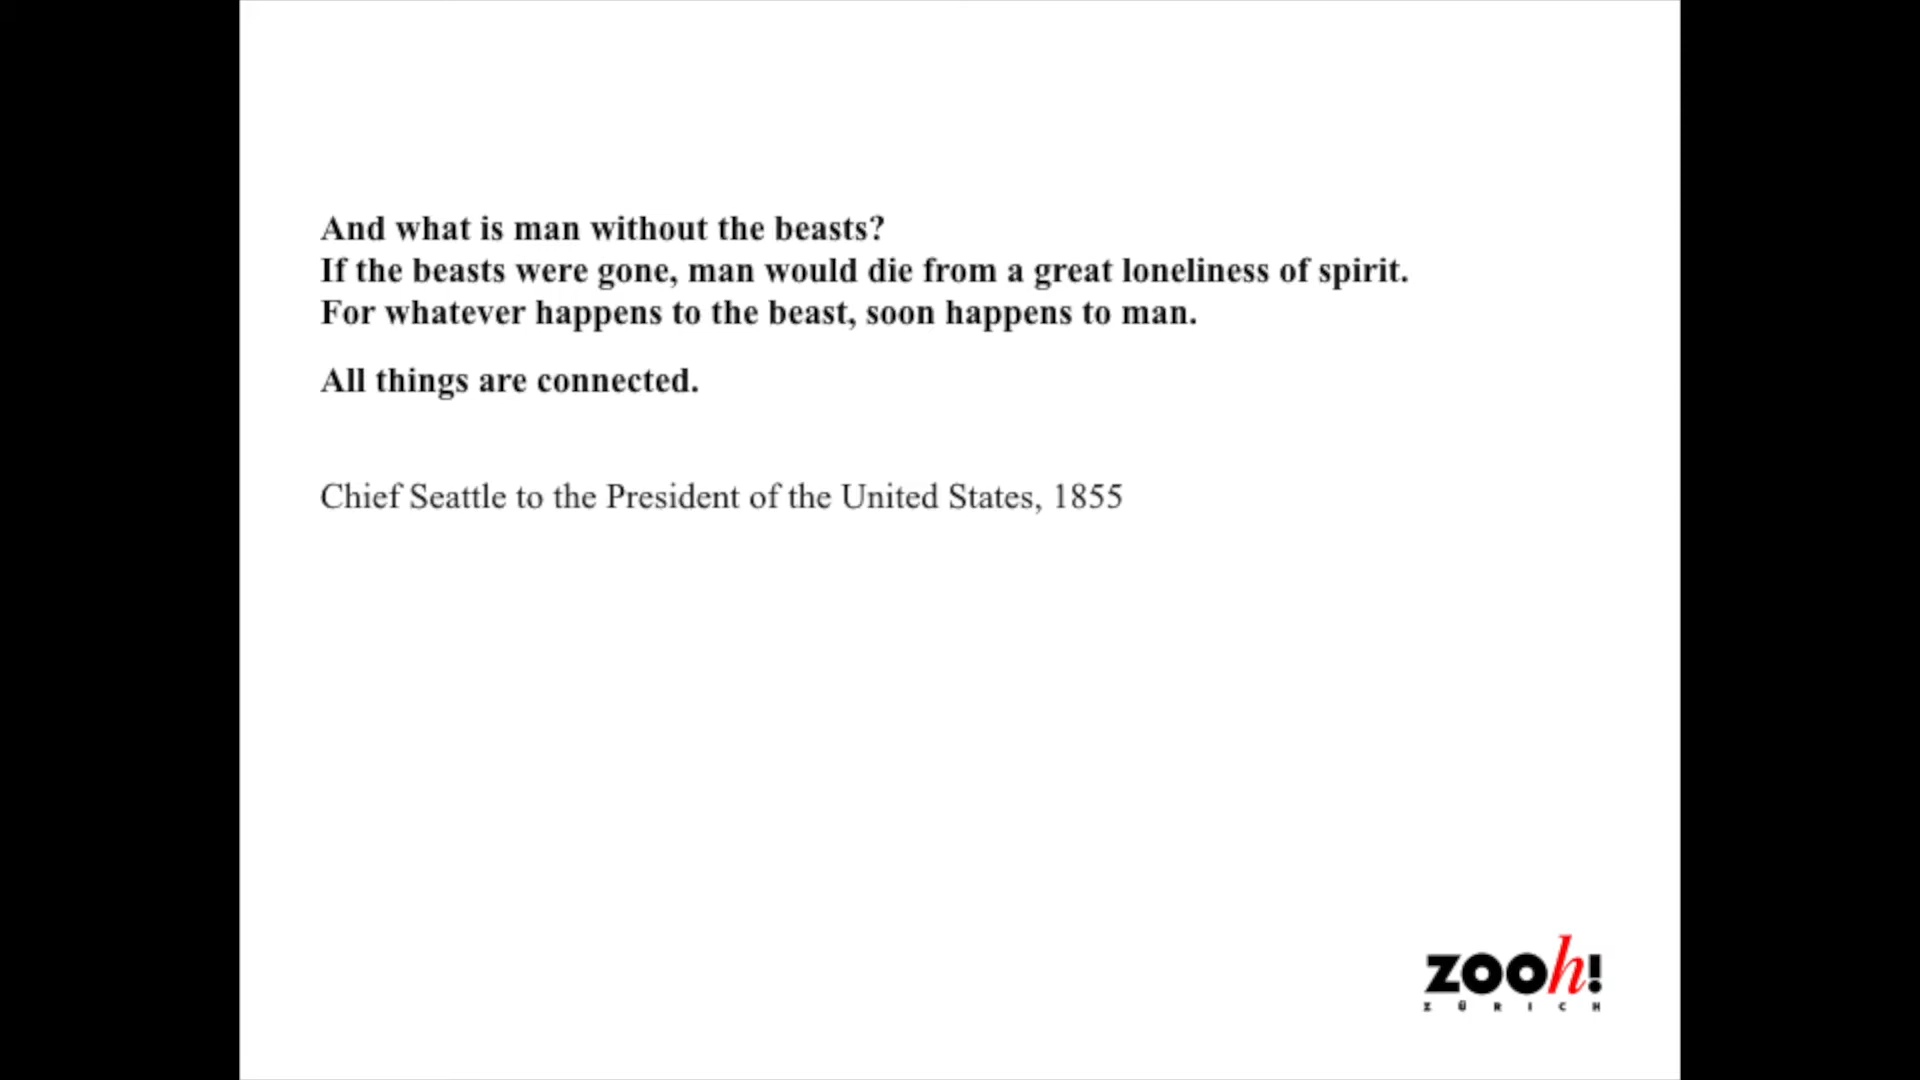 And what is man without the beasts?
If the beasts were gone, man would die from a great loneliness of spirit.
For whatever happens to the beast, soon happens to man.
All things are connected.
Chief Seattle to the President of the United States, 1855
zooh!
ZÜRICH